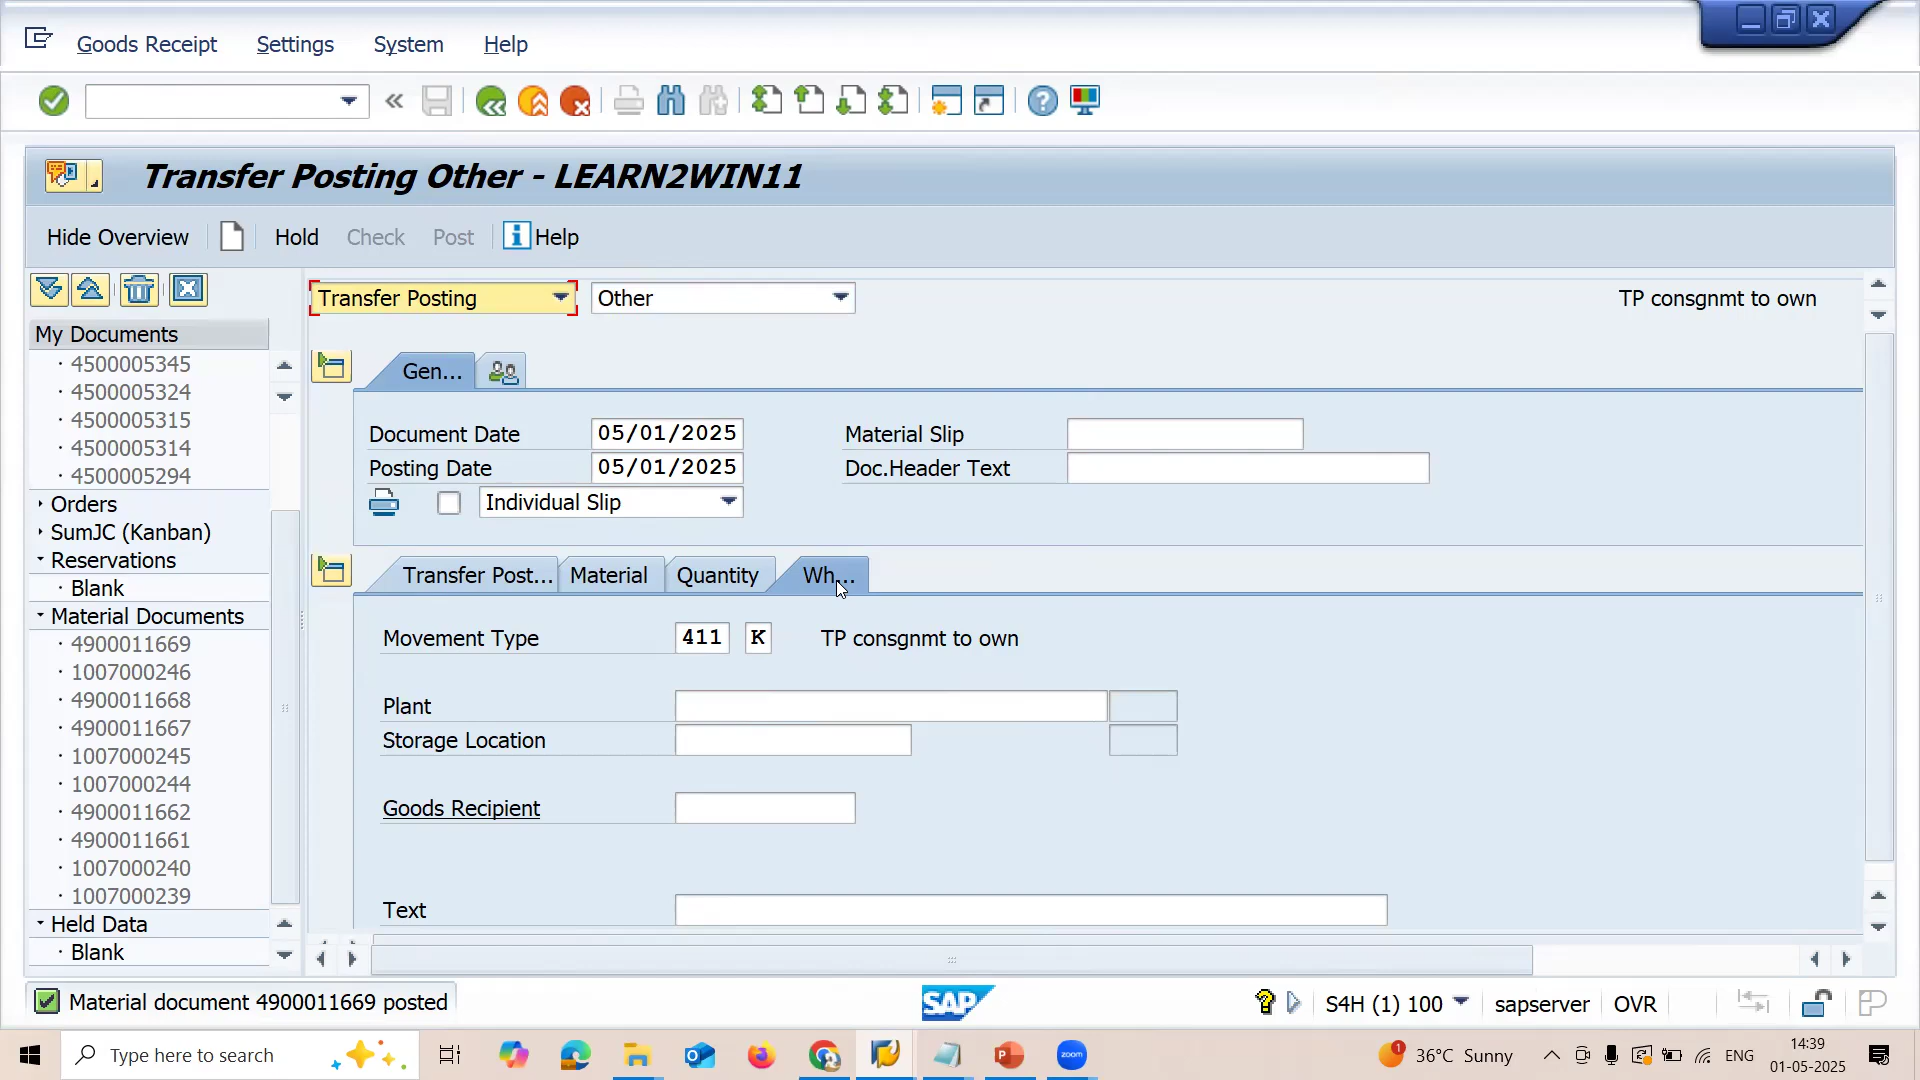 Goods Receipt Settings System Help
Transfer Posting Other - LEARN2WIN11
Hide Overview Hold Check Post Help
My Documents
4500005345
4500005324
4500005315
4500005314
4500005294
Orders
SumJC (Kanban)
Reservations
Blank
Material Documents
4900011669
1007000246
4900011668
4900011667
1007000245
1007000244
4900011662
4900011661
1007000240
1007000239
Held Data
Blank
Transfer Posting Other TP consgnmt to own
Gen...
Document Date 05/01/2025 Material Slip
Posting Date 05/01/2025 Doc.Header Text
Individual Slip
Transfer Post... Material Quantity Wh...
Movement Type 411 K TP consgnmt to own
Plant
Storage Location
Goods Recipient
Text
Material document 4900011669 posted SAP S4H (1) 100 sapserver OVR
Type here to search zoom 1 36°C Sunny ENG 14:39
01-05-2025